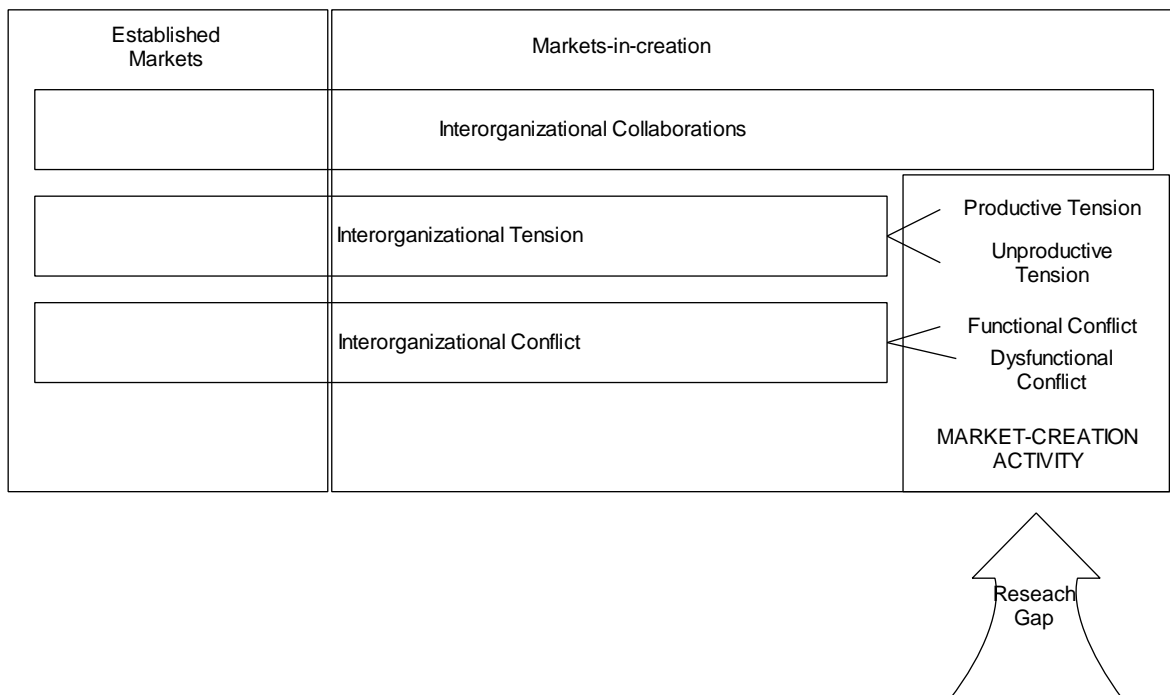 Established
Markets
Markets-in-creation
Interorganizational Collaborations
Interorganizational Tension
Productive Tension
Unproductive
Tension
Interorganizational Conflict
Functional Conflict
Dysfunctional
Conflict
MARKET-CREATION
ACTIVITY
Reseach
Gap